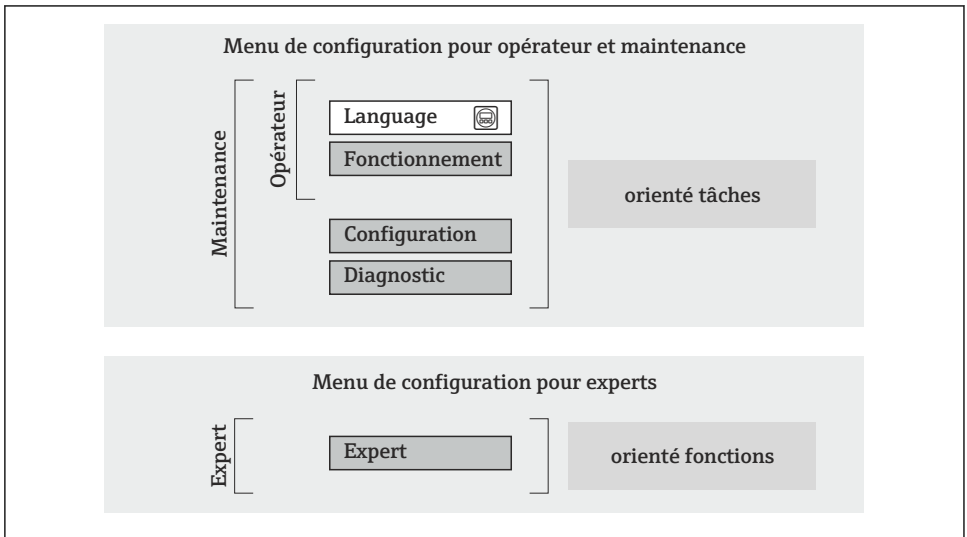 Menu de configuration pour opérateur et maintenance
Maintenance
Opérateur
Language
Fonctionnement
Configuration
Diagnostic
orienté tâches
Menu de configuration pour experts
Expert
Expert
orienté fonctions